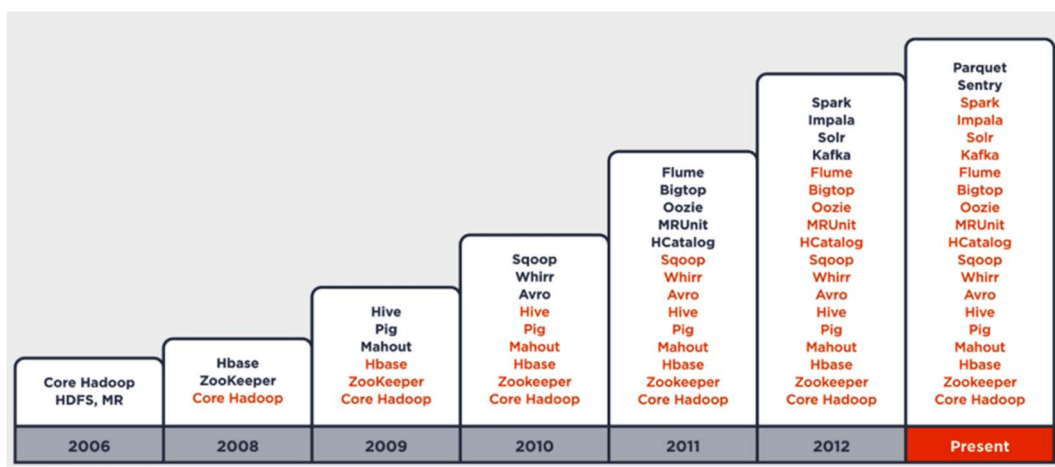 Core Hadoop
HDFS, MR
2006
Hbase
ZooKeeper
Core Hadoop
2008
Hive
Pig
Mahout
Hbase
ZooKeeper
Core Hadoop
2009
Sqoop
Whirr
Avro
Hive
Pig
Mahout
Hbase
Zookeeper
Core Hadoop
2010
Flume
Bigtop
Oozie
MRUnit
HCatalog
Sqoop
Whirr
Avro
Hive
Pig
Mahout
Hbase
Zookeeper
Core Hadoop
2011
Spark
Impala
Solr
Kafka
Flume
Bigtop
Oozie
MRUnit
HCatalog
Sqoop
Whirr
Avro
Hive
Pig
Mahout
Hbase
Zookeeper
Core Hadoop
2012
Parquet
Sentry
Spark
Impala
Solr
Kafka
Flume
Bigtop
Oozie
MRUnit
HCatalog
Sqoop
Whirr
Avro
Hive
Pig
Mahout
Hbase
Zookeeper
Core Hadoop
Present